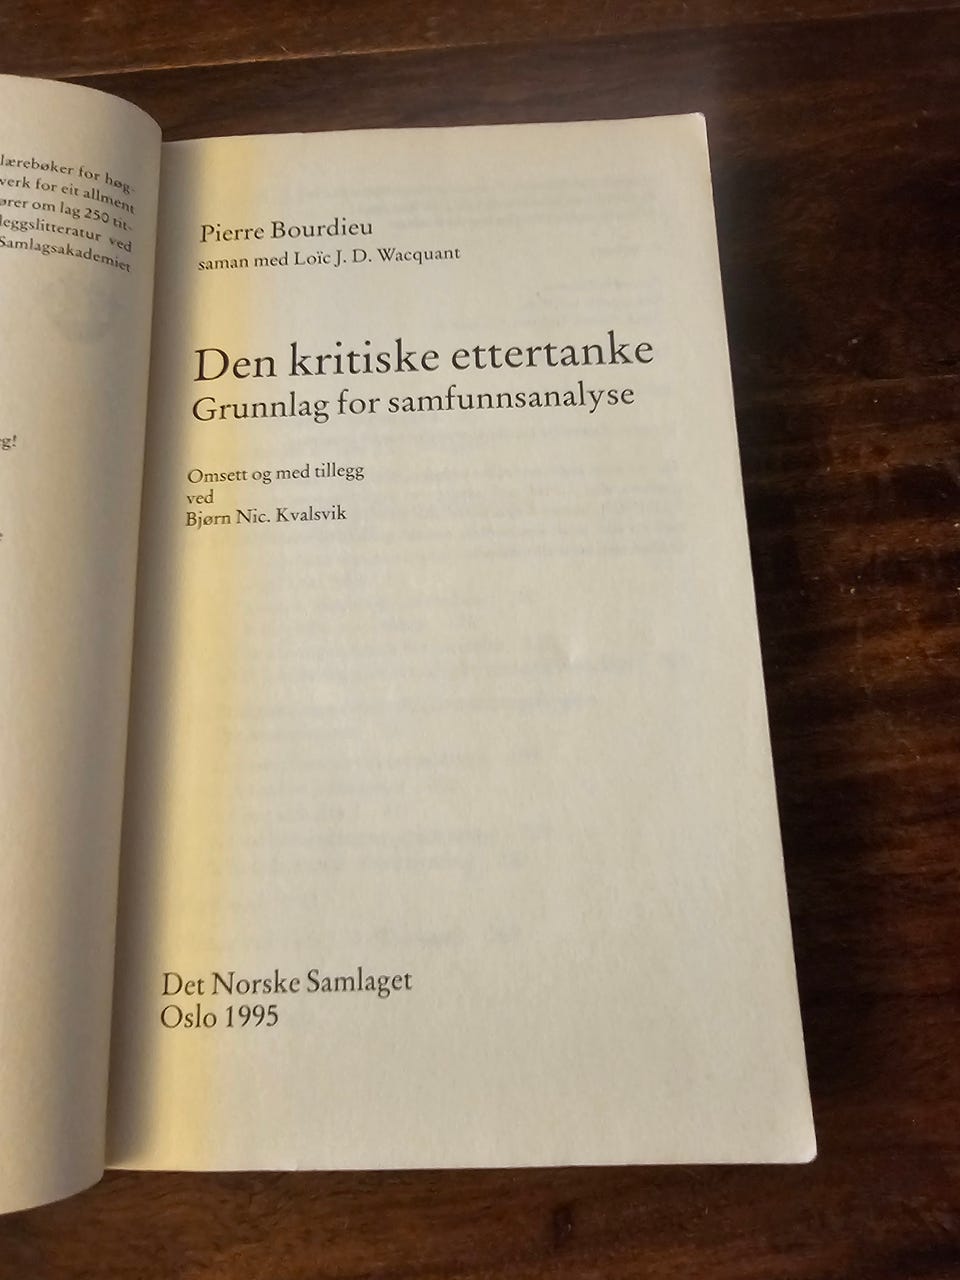 lærebøker for høg-
verk for eit allment
ører om lag 250 tit-
leggslitteratur ved
Samlagsakademiet
eg!
Pierre Bourdieu
saman med Loïc J. D. Wacquant
Den kritiske ettertanke
Grunnlag for samfunnsanalyse
Omsett og med tillegg
ved
Bjørn Nic. Kvalsvik
Det Norske Samlaget
Oslo 1995